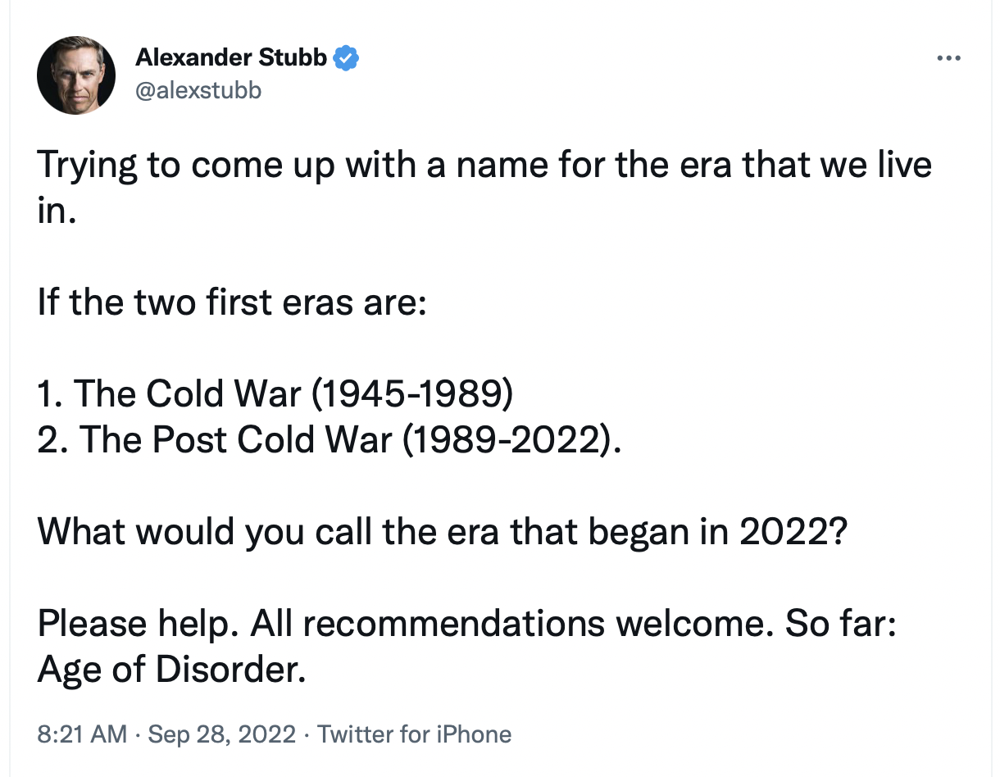 Alexander Stubb
@alexstubb
Trying to come up with a name for the era that we live
in.
If the two first eras are:
1. The Cold War (1945-1989)
2. The Post Cold War (1989-2022).
What would you call the era that began in 2022?
Please help. All recommendations welcome. So far:
Age of Disorder.
8:21 AM · Sep 28, 2022 · Twitter for iPhone